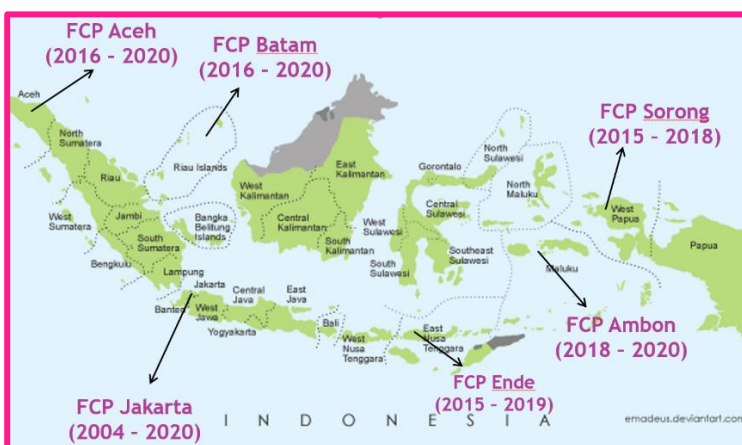 FCP Aceh
(2016 – 2020)
FCP Batam
(2016 – 2020)
FCP Sorong
(2015 – 2018)
Aceh
North
Sumatera
Riau
Riau Islands
West
Sumatera
Jambi
Bengkulu
South
Sumatera
Bangka
Belitung
Islands
Lampung
West
Kalimantan
Central
Kalimantan
East
Kalimantan
South
Kalimantan
Gorontalo
North
Sulawesi
Central
Sulawesi
West
Sulawesi
South
Sulawesi
Southeast
Sulawesi
North
Maluku
Maluku
West
Papua
Papua
Jakarta
Banten
West
Jawa
Central
Java
Yogyakarta
East
Java
Bali
West
Nusa
Tenggara
East
Nusa
Tenggara
FCP Ambon
(2018 – 2020)
FCP Ende
(2015 – 2019)
FCP Jakarta
(2004 – 2020)
INDONESIA
emadeus.deviantart.com